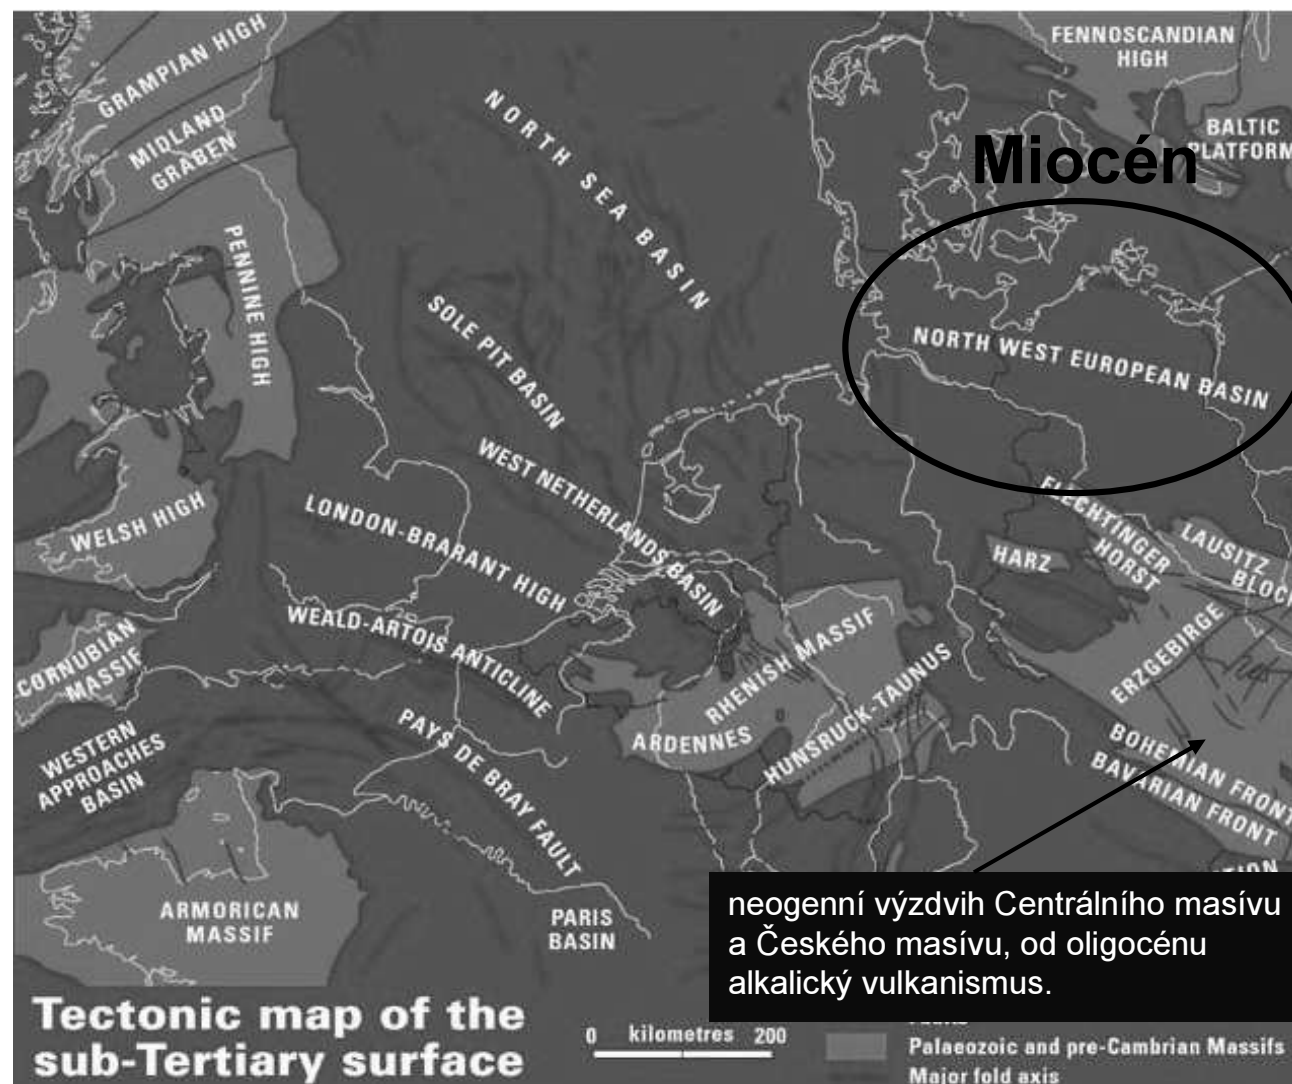 GRAMPIAN HIGH
MIDLAND
GRABEN
PENNINE HIGH
NORTH SEA BASIN
FENNOSCANDIAN
HIGH
BALTIC
PLATFORM
Miocén
SOLE PIT BASIN
NORTH WEST EUROPEAN BASIN
WEST NETHERLANDS BASIN
WELSH HIGH
LONDON-BRARANT HIGH
FLECHTINGER
HORST
HARZ
LAUSITZ
BLOCK
WEALD-ARTOIS ANTICLINE
CORNUBIAN
MASSIF
RHENISH MASSIF
ERZGEBIRGE
ARDENNES
HUNSRUCK-TAUNUS
WESTERN
APPROACHES
BASIN
PAYS DE BRAY FAULT
BOHEMIAN FRONT
BAVARIAN FRONT
ARMORICAN
MASSIF
PARIS
BASIN
neogenní výzdvih Centrálního masívu
a Českého masívu, od oligocénu
alkalický vulkanismus.
Tectonic map of the
sub-Tertiary surface
0 kilometres 200
Palaeozoic and pre-Cambrian Massifs
Major fold axis